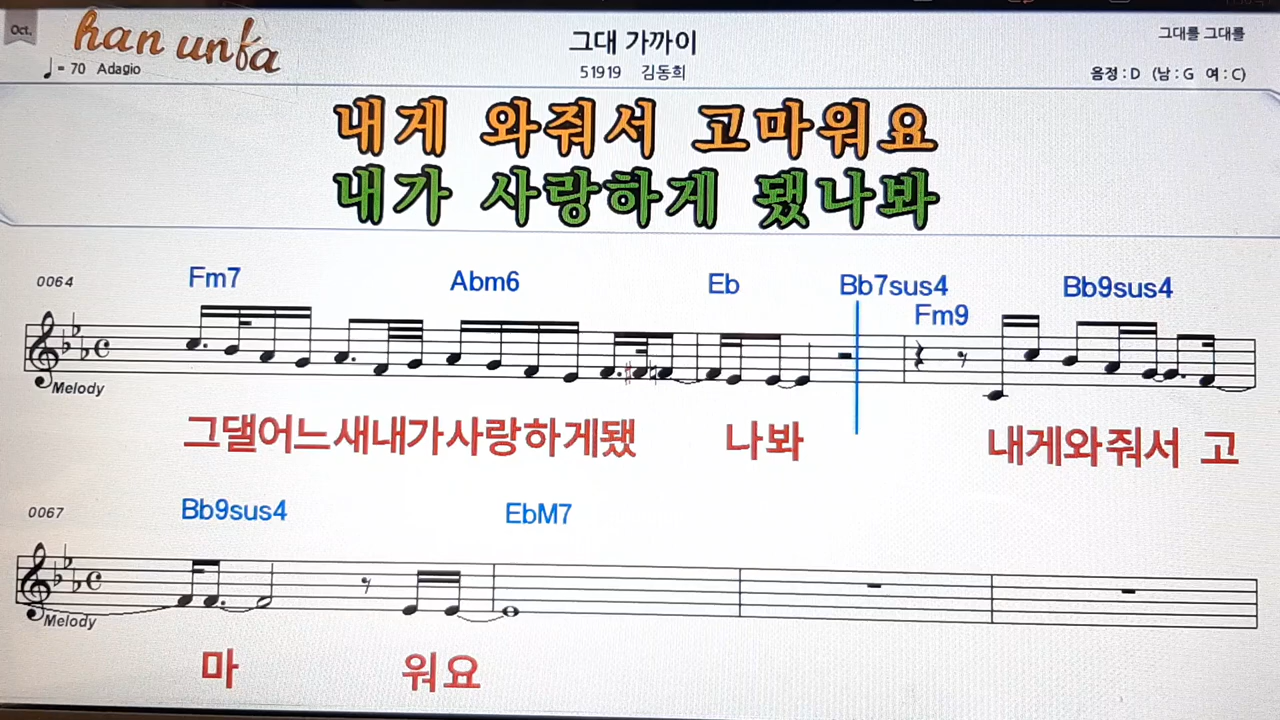 Oct.
han unfa
= 70 Adagio
그대 가까이
51919 김동희
그대를 그대를
음정 : D (남 : G 여 : C)
내게 와줘서 고마워요
내가 사랑하게 됐나봐
0064
Fm7 Abm6 Eb Bb7sus4 Bb9sus4
Fm9
Melody
그댈어느새내가사랑하게됐 나봐 내게와줘서 고
0067
Bb9sus4 EbM7
Melody
마 워요